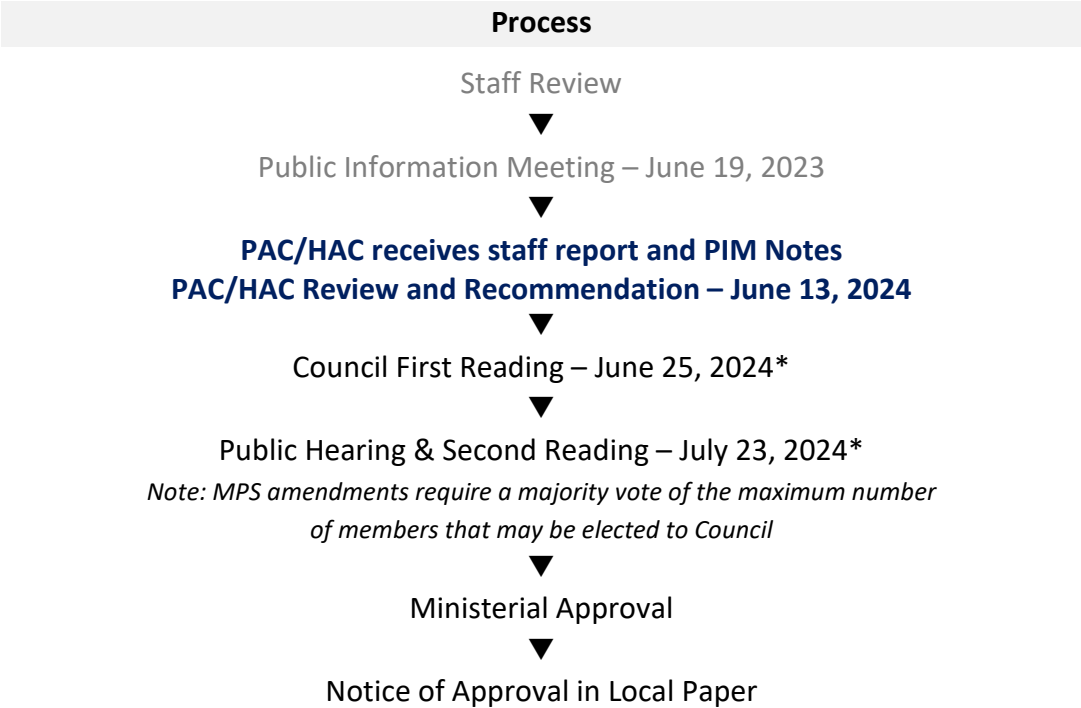 Process
Staff Review
Public Information Meeting – June 19, 2023
PAC/HAC receives staff report and PIM Notes
PAC/HAC Review and Recommendation – June 13, 2024
Council First Reading – June 25, 2024*
Public Hearing & Second Reading – July 23, 2024*
Note: MPS amendments require a majority vote of the maximum number
of members that may be elected to Council
Ministerial Approval
Notice of Approval in Local Paper